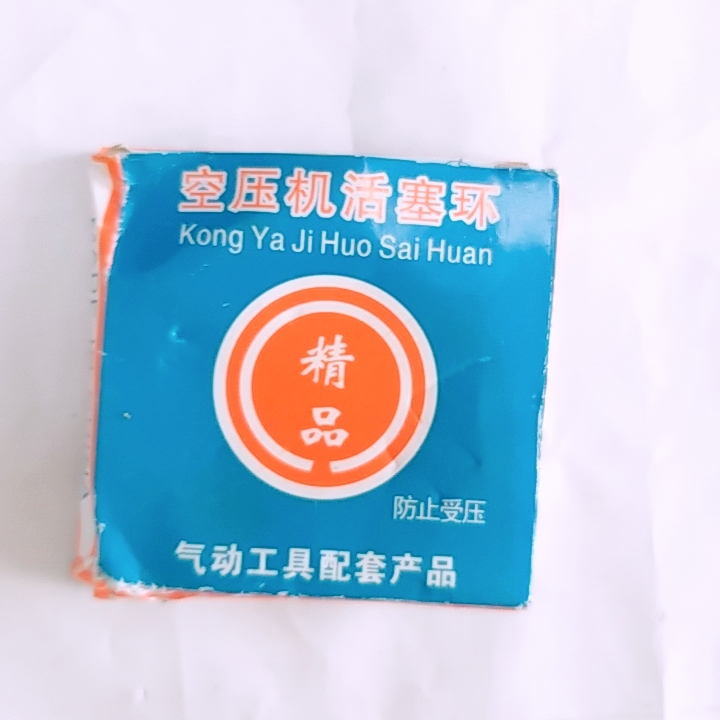 空压机活塞环
Kong Ya Ji Huo Sai Huan
精
品
防止受压
气动工具配套产品